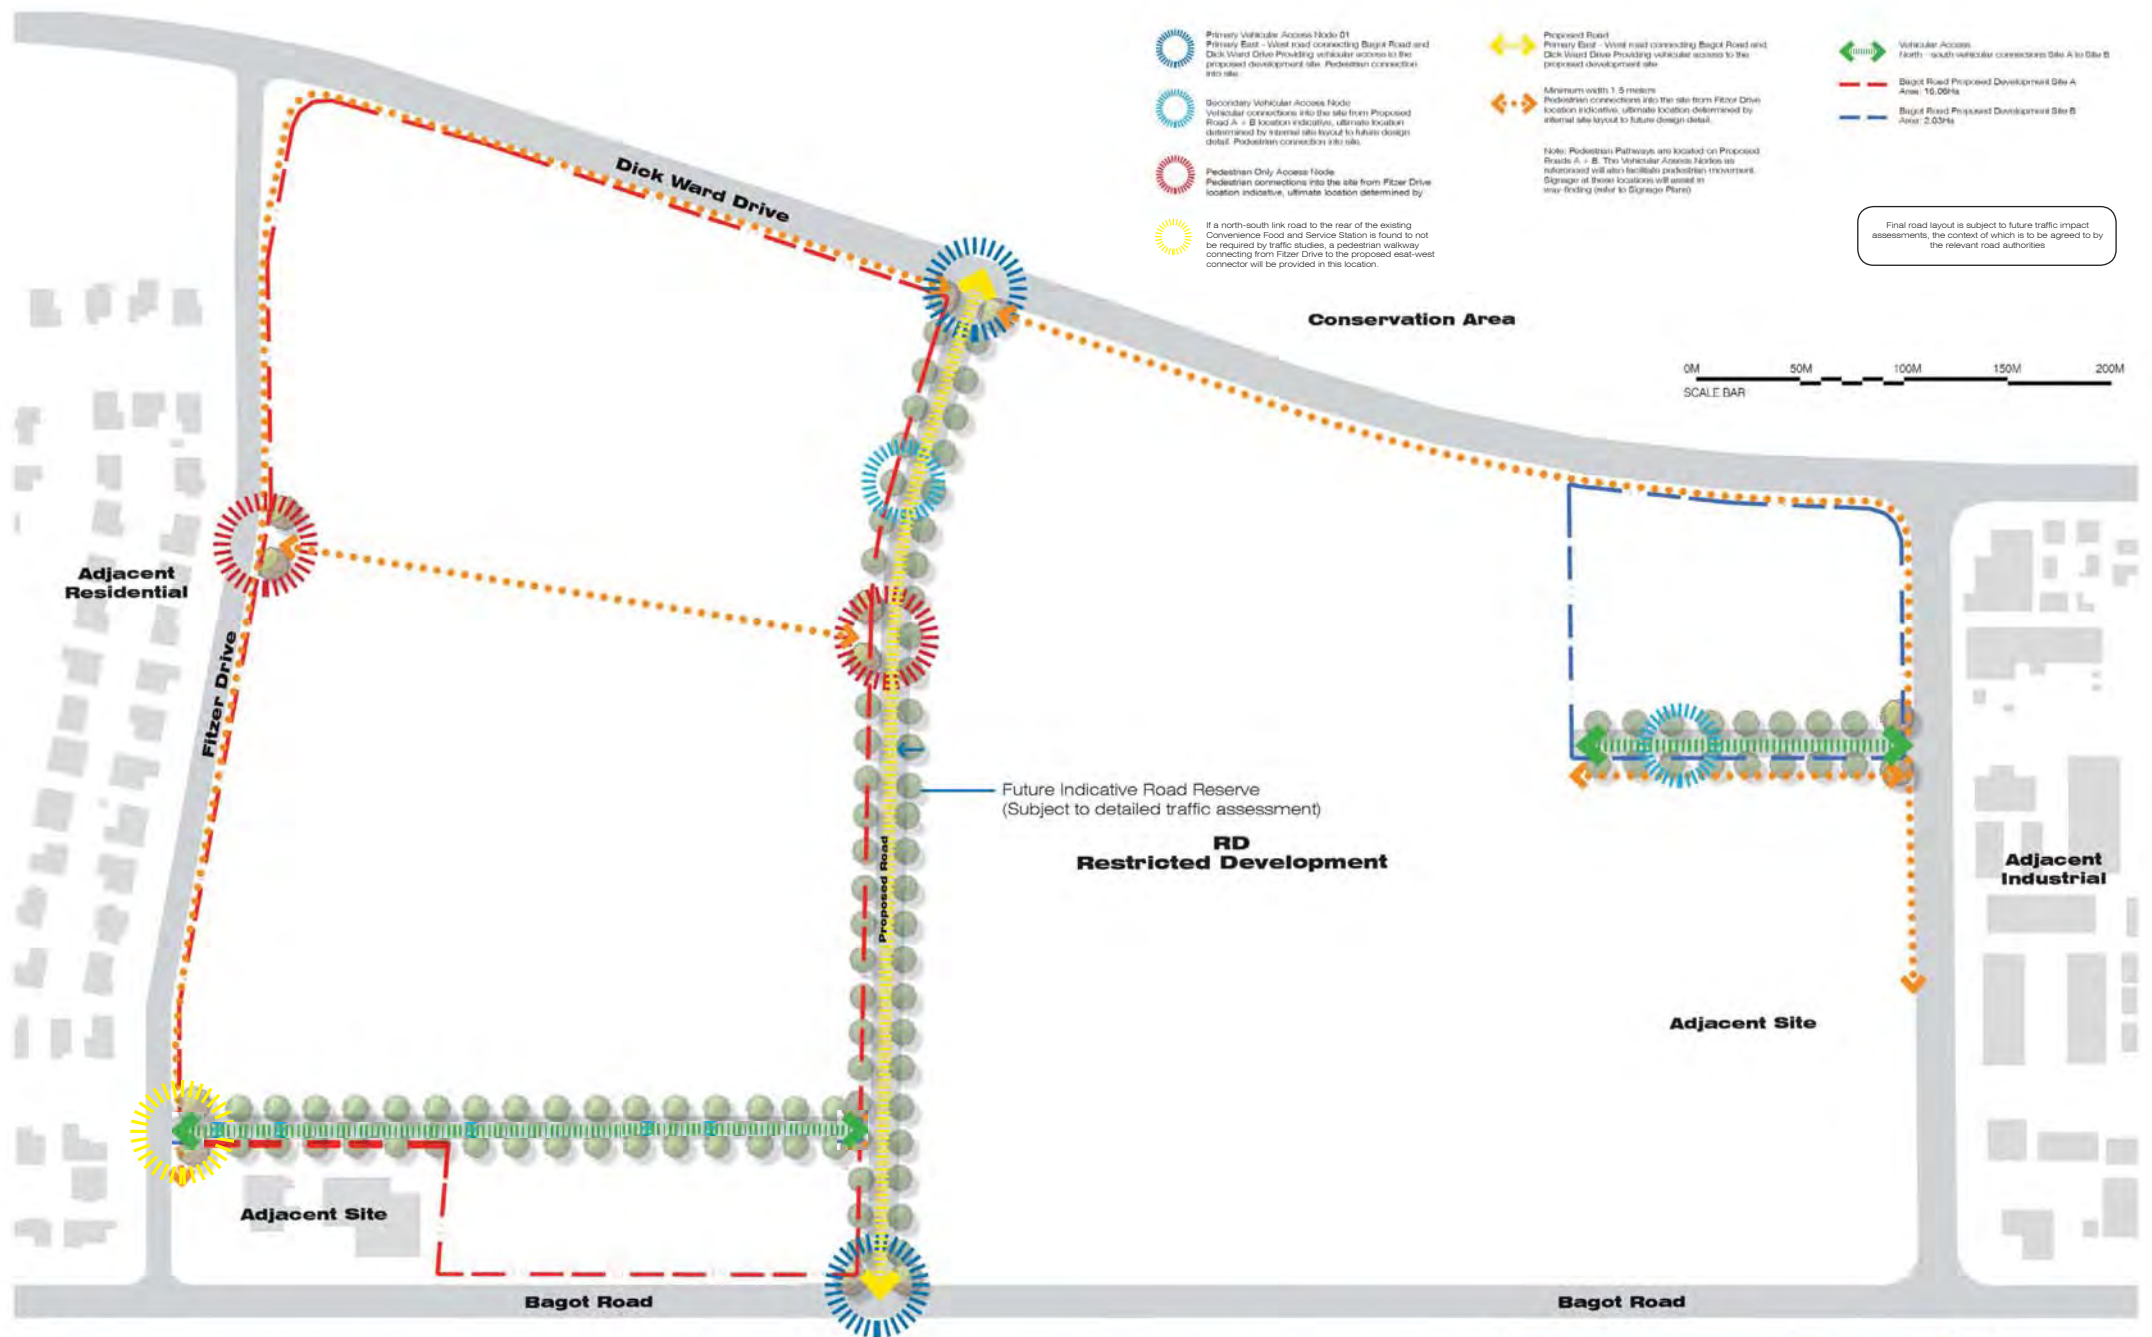 Primary Vehicular Access Node 01
Primary East - West road connecting Bagot Road and
Dick Ward Drive Providing vehicular access to the
proposed development site. Pedestrian connection
into site.
Secondary Vehicular Access Node
Vehicular connections into the site from Proposed
Road A + B location indicative, ultimate location
determined by internal site layout to future design
detail. Pedestrian connection into site.
Pedestrian Only Access Node
Pedestrian connections into the site from Fitzer Drive
location indicative, ultimate location determined by
If a north-south link road to the rear of the existing
Convenience Food and Service Station is found to not
be required by traffic studies, a pedestrian walkway
connecting from Fitzer Drive to the proposed esat-west
connector will be provided in this location.
Proposed Road
Primary East - West road connecting Bagot Road and
Dick Ward Drive Providing vehicular access to the
proposed development site
Minimum width 1.5 meters
Pedestrian connections into the site from Fitzer Drive
location indicative, ultimate location determined by
internal site layout to future design detail.
Note: Pedestrian Pathways are located on Proposed
Roads A + B. The Vehicular Access Nodes as
referenced will also facilitate pedestrian movement.
Signage at these locations will assist in
way-finding (refer to Signage Plans)
Vehicular Access
North - south vehicular connections Site A to Site B
Bagot Road Proposed Development Site A
Area: 16.06Ha
Bagot Road Proposed Development Site B
Area: 2.03Ha
Final road layout is subject to future traffic impact
assessments, the context of which is to be agreed to by
the relevant road authorities
Dick Ward Drive
Conservation Area
0M 50M 100M 150M 200M
SCALE BAR
Adjacent
Residential
Fitzer Drive
Future Indicative Road Reserve
(Subject to detailed traffic assessment)
RD
Restricted Development
Proposed Road
Adjacent
Industrial
Adjacent Site
Adjacent Site
Bagot Road
Bagot Road